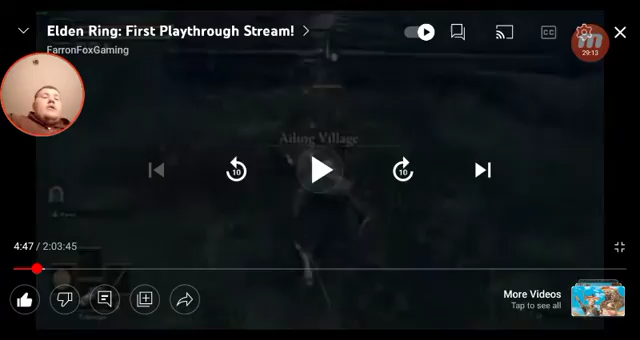 Elden Ring: First Playthrough Stream!
FarronFoxGaming
CC
29:13
Ailing Village
10
10
4:47 / 2:03:45
More Videos
Tap to see all